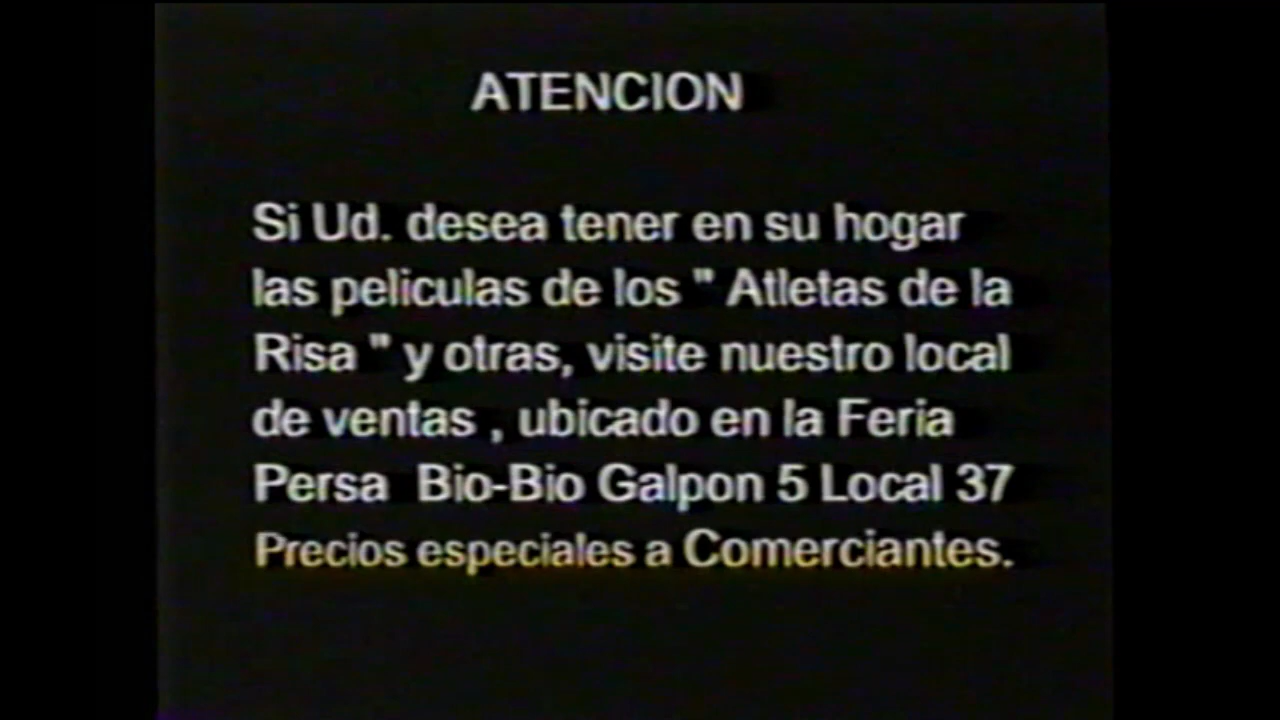 ATENCION
Si Ud. desea tener en su hogar
las peliculas de los " Atletas de la
Risa " y otras, visite nuestro local
de ventas , ubicado en la Feria
Persa Bio-Bio Galpon 5 Local 37
Precios especiales a Comerciantes.